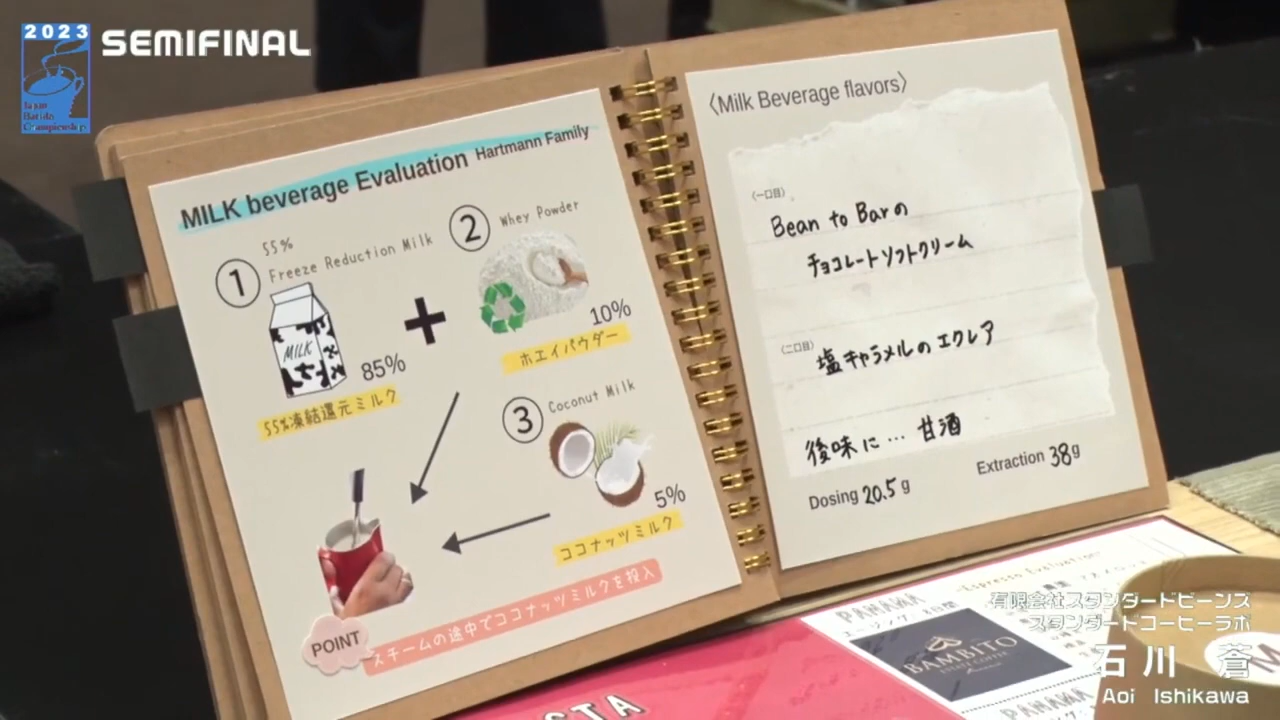 2023
SEMIFINAL
Japan
Barista
Championship
MILK beverage Evaluation Hartmann Family
1
55%
Freeze Reduction Milk
MILK
85%
55%凍結還元ミルク
+
2
Whey Powder
10%
ホエイパウダー
3
Coconut Milk
5%
ココナッツミルク
POINT
スチームの途中でココナッツミルクを投入
〈Milk Beverage flavors〉
〈一口目〉
Bean to Barの
チョコレートソフトクリーム
〈二口目〉
塩キャラメルのエクレア
後味に… 甘酒
Dosing 20.5 g
Extraction 38g
Espresso Evaluation
PANAMA
BAMBITO
PANAMA
有限会社スタンダードビーンズ
スタンダードコーヒーラボ
石川 蒼
Aoi Ishikawa